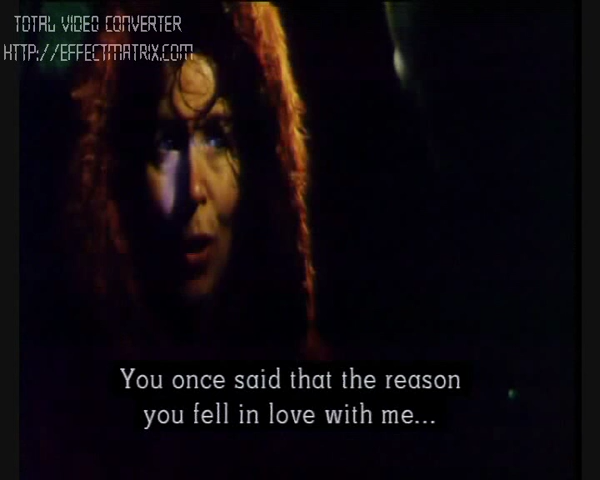 TOTAL VIDEO CONVERTER
HTTP://EFFECTMATRIX.COM
You once said that the reason
you fell in love with me...